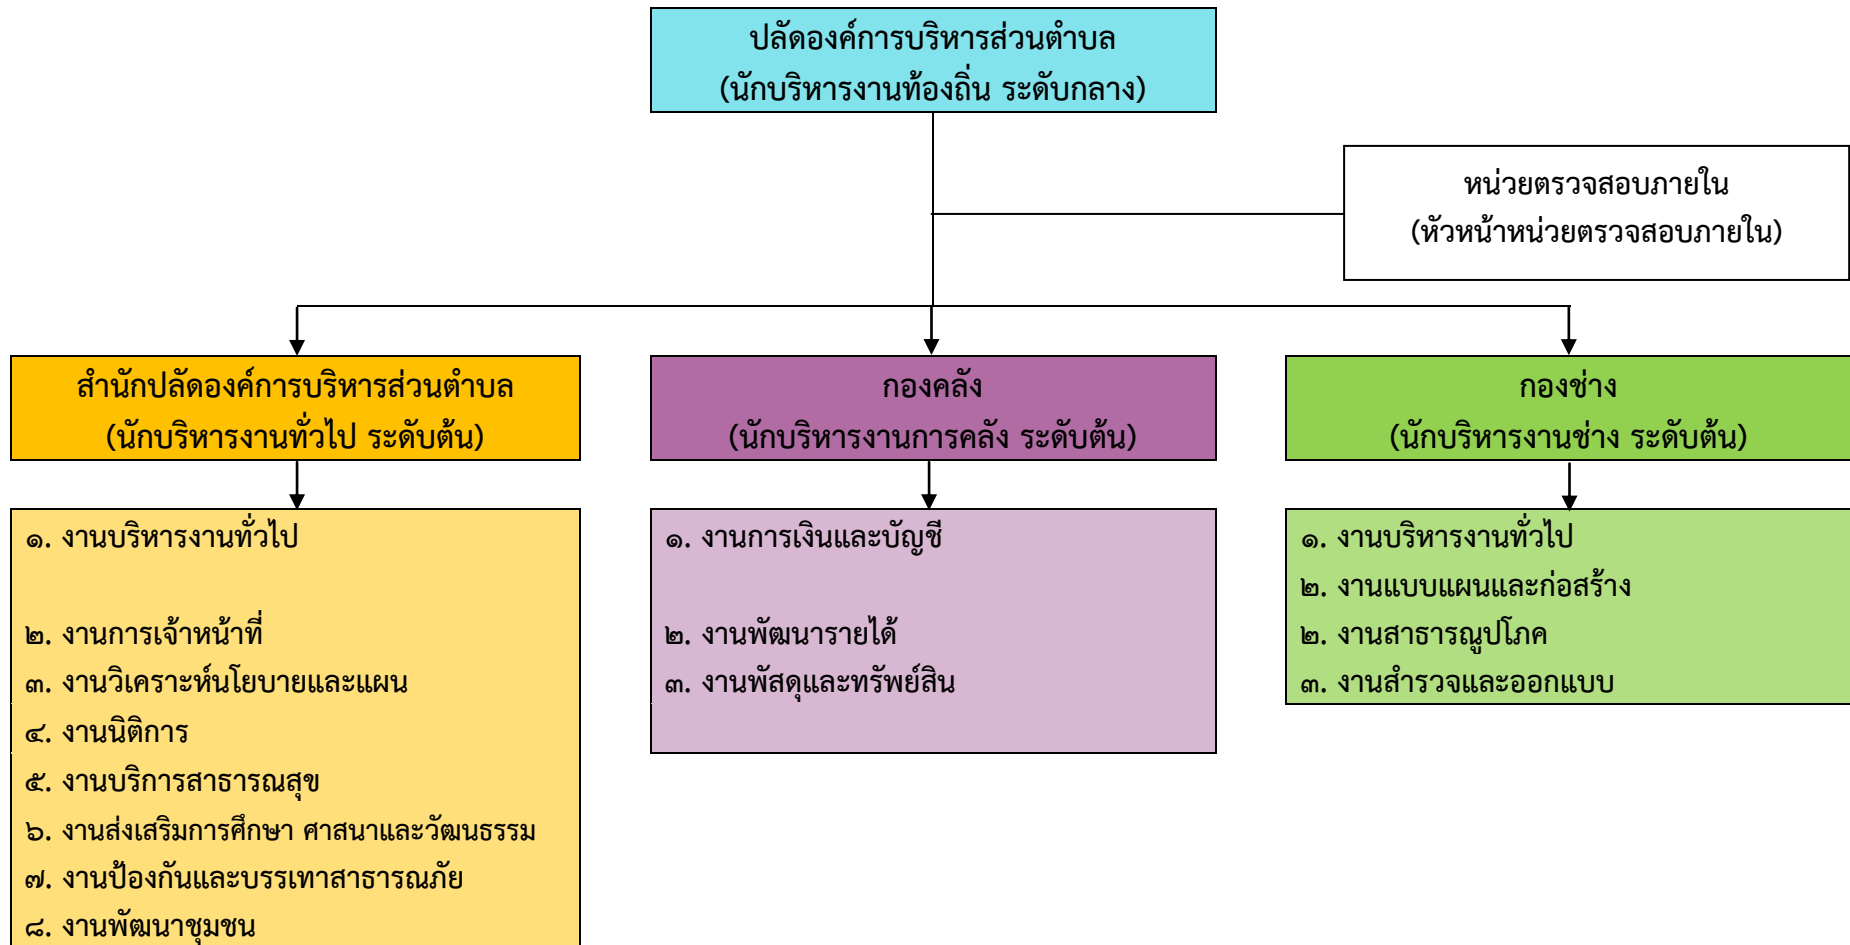 ปลัดองค์การบริหารส่วนตำบล
(นักบริหารงานท้องถิ่น ระดับกลาง)
หน่วยตรวจสอบภายใน
(หัวหน้าหน่วยตรวจสอบภายใน)
สำนักปลัดองค์การบริหารส่วนตำบล
(นักบริหารงานทั่วไป ระดับต้น)
๑. งานบริหารงานทั่วไป
๒. งานการเจ้าหน้าที่
๓. งานวิเคราะห์นโยบายและแผน
๔. งานนิติการ
๕. งานบริการสาธารณสุข
๖. งานส่งเสริมการศึกษา ศาสนาและวัฒนธรรม
๗. งานป้องกันและบรรเทาสาธารณภัย
๘. งานพัฒนาชุมชน
กองคลัง
(นักบริหารงานการคลัง ระดับต้น)
๑. งานการเงินและบัญชี
๒. งานพัฒนารายได้
๓. งานพัสดุและทรัพย์สิน
กองช่าง
(นักบริหารงานช่าง ระดับต้น)
๑. งานบริหารงานทั่วไป
๒. งานแบบแผนและก่อสร้าง
๒. งานสาธารณูปโภค
๓. งานสำรวจและออกแบบ